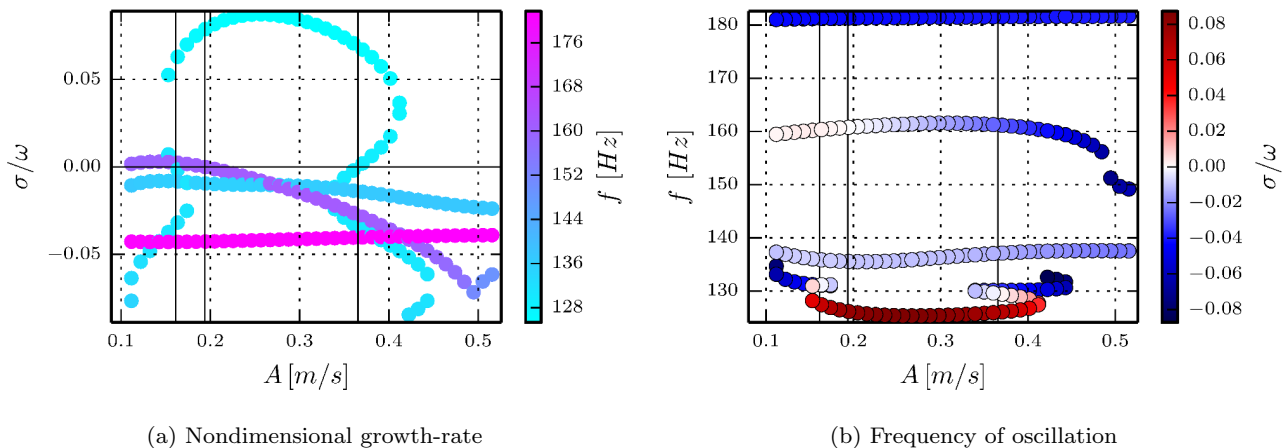 0.05
0.00
−0.05
σ/ω
0.1 0.2 0.3 0.4 0.5
A [m/s]
176
168
160
152
144
136
128
f [Hz]
(a) Nondimensional growth-rate
180
170
160
150
140
130
f [Hz]
0.1 0.2 0.3 0.4 0.5
A [m/s]
0.08
0.06
0.04
0.02
0.00
−0.02
−0.04
−0.06
−0.08
σ/ω
(b) Frequency of oscillation